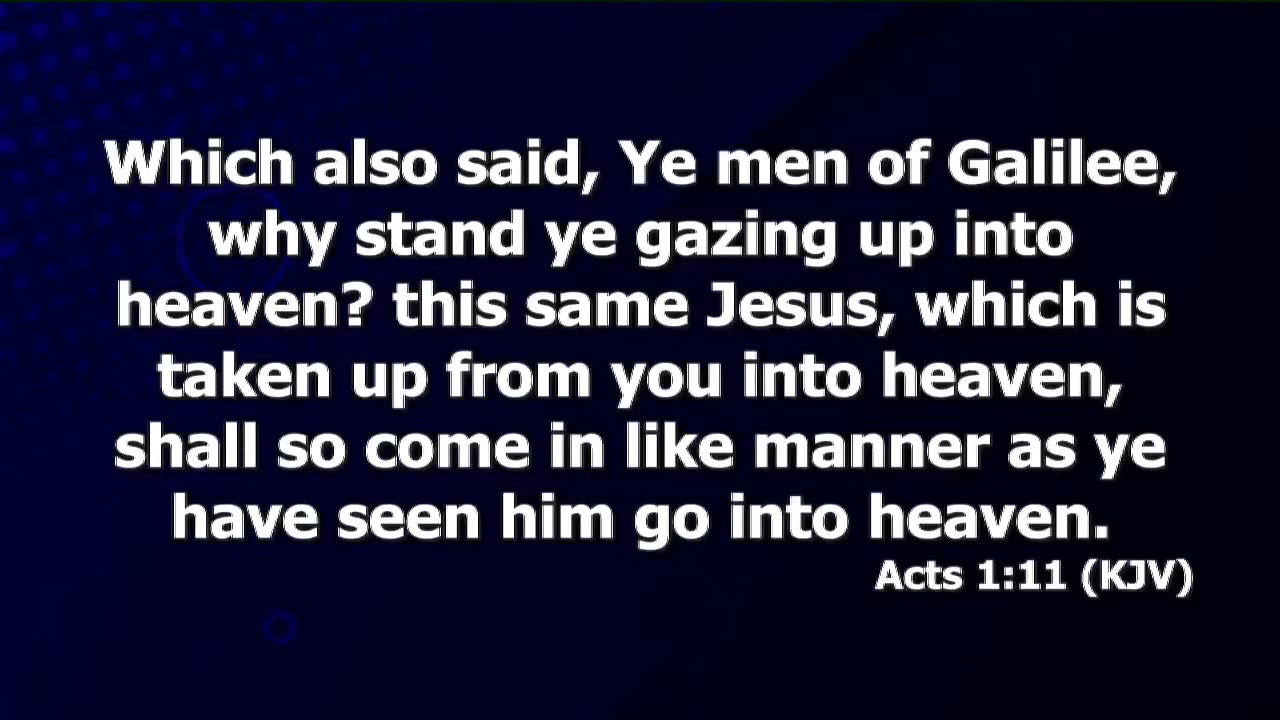 Which also said, Ye men of Galilee,
why stand ye gazing up into
heaven? this same Jesus, which is
taken up from you into heaven,
shall so come in like manner as ye
have seen him go into heaven.
Acts 1:11 (KJV)